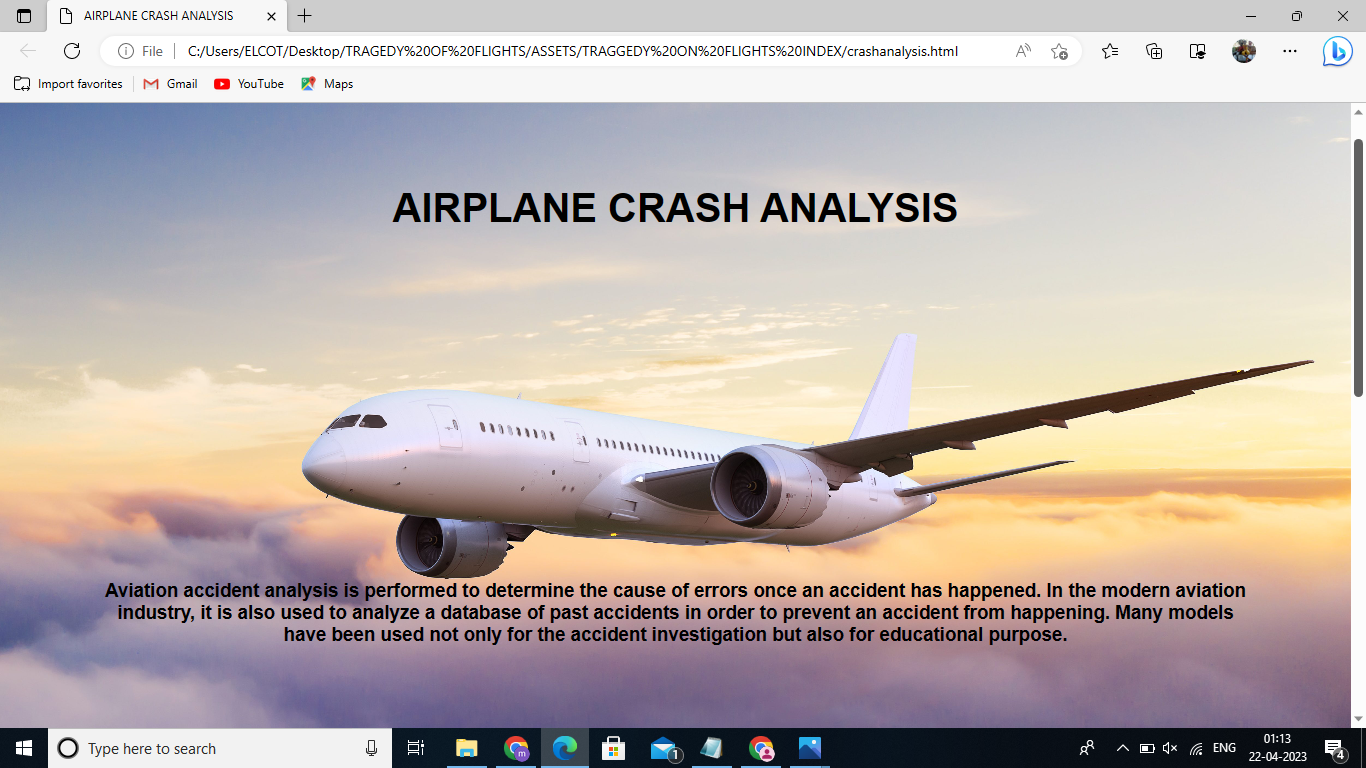 AIRPLANE CRASH ANALYSIS
File
C:/Users/ELCOT/Desktop/TRAGEDY%20OF%20FLIGHTS/ASSETS/TRAGGEDY%20ON%20FLIGHTS%20INDEX/crashanalysis.html
Import favorites
Gmail
YouTube
Maps
AIRPLANE CRASH ANALYSIS
Aviation accident analysis is performed to determine the cause of errors once an accident has happened. In the modern aviation
industry, it is also used to analyze a database of past accidents in order to prevent an accident from happening. Many models
have been used not only for the accident investigation but also for educational purpose.
Type here to search
m
1
ENG
01:13
22-04-2023
4